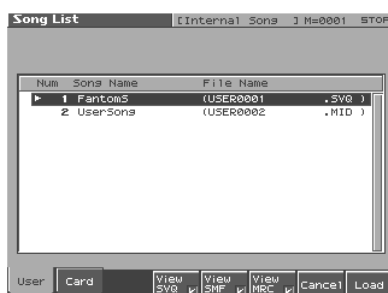 Song List [Internal Song ] M=0001 STOP
Num Song Name File Name
1 FantomS (USER0001 .SVQ )
2 UserSong (USER0002 .MID )
User Card View SVQ View SMF View MRC Cancel Load